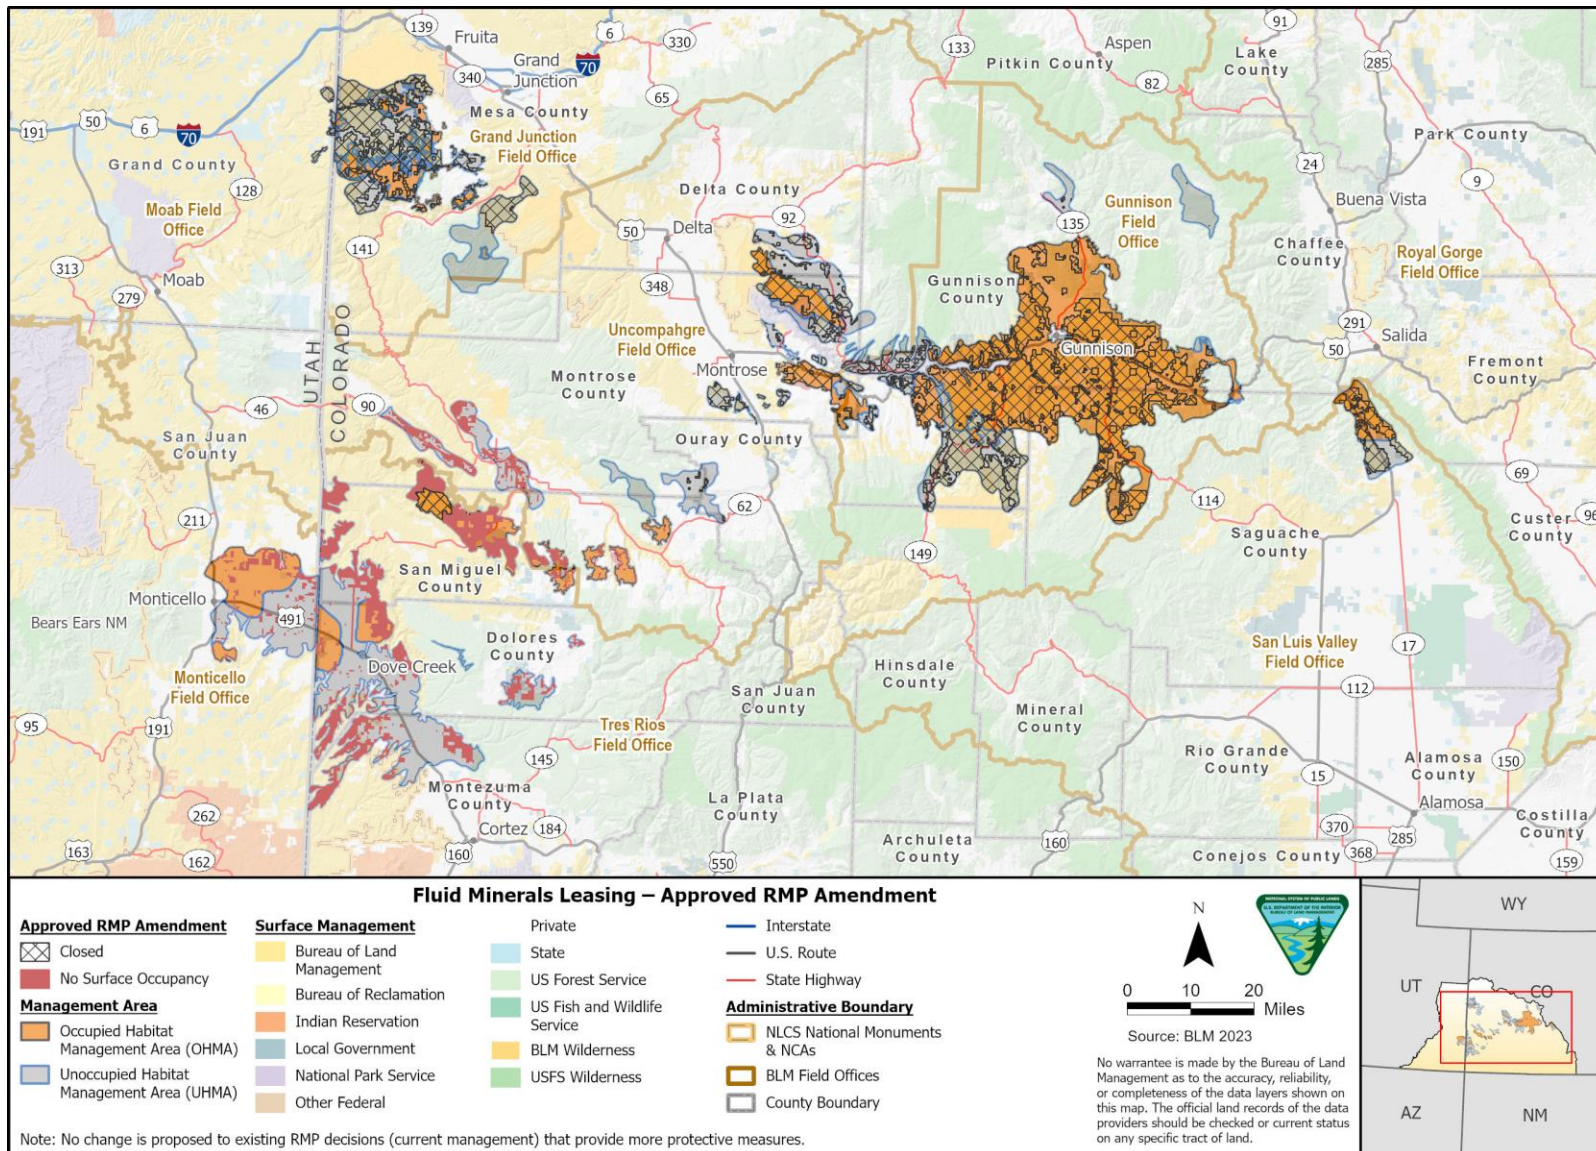 139
Fruita
6
330
Grand
Junction
70
340
Mesa County
65
133
Aspen
Pitkin County
82
91
Lake
County
285
191
50
6
70
Grand County
128
Grand Junction
Field Office
Park County
24
9
Moab Field
Office
Delta County
92
Gunnison
Field
Office
135
Buena Vista
141
50
Delta
Chaffee
County
Royal Gorge
Field Office
313
Moab
279
348
Gunnison
County
UTAH
COLORADO
Uncompahgre
Field Office
Montrose
Gunnison
291
50
Salida
Fremont
County
Montrose
County
46
90
San Juan
County
Ouray County
69
211
62
114
Custer
County
96
Saguache
County
149
San Miguel
County
Monticello
491
Bears Ears NM
Dolores
County
Dove Creek
Monticello
Field Office
Hinsdale
County
San Luis Valley
Field Office
17
112
San Juan
County
Mineral
County
95
191
Tres Rios
Field Office
145
Rio Grande
County
Alamosa
County
150
15
Montezuma
County
La Plata
County
Alamosa
262
Cortez
184
Archuleta
County
160
370
285
Costilla
County
163
162
160
550
Conejos County
368
159
Fluid Minerals Leasing – Approved RMP Amendment
Approved RMP Amendment
Closed
No Surface Occupancy
Management Area
Occupied Habitat
Management Area (OHMA)
Unoccupied Habitat
Management Area (UHMA)
Surface Management
Bureau of Land
Management
Bureau of Reclamation
Indian Reservation
Local Government
National Park Service
Other Federal
Private
State
US Forest Service
US Fish and Wildlife
Service
BLM Wilderness
USFS Wilderness
Interstate
U.S. Route
State Highway
Administrative Boundary
NLCS National Monuments
& NCAs
BLM Field Offices
County Boundary
Note: No change is proposed to existing RMP decisions (current management) that provide more protective measures.
N
NATIONAL SYSTEM OF PUBLIC LANDS
U.S. DEPARTMENT OF THE INTERIOR
BUREAU OF LAND MANAGEMENT
0 10 20
Miles
Source: BLM 2023
No warrantee is made by the Bureau of Land
Management as to the accuracy, reliability,
or completeness of the data layers shown on
this map. The official land records of the data
providers should be checked or current status
on any specific tract of land.
WY
UT
CO
AZ
NM